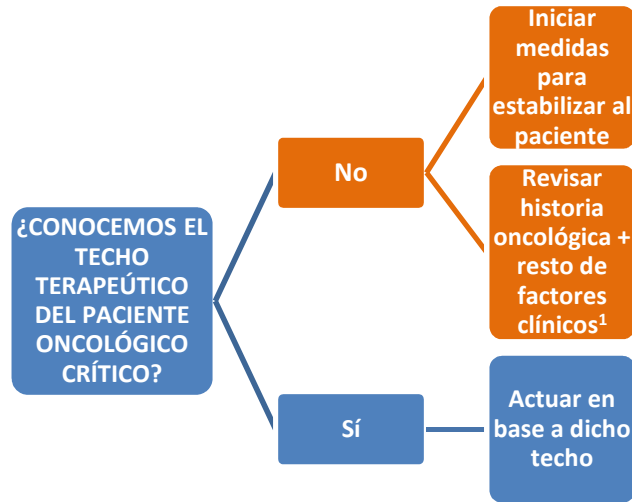 ¿CONOCEMOS EL
TECHO
TERAPEÚTICO
DEL PACIENTE
ONCOLÓGICO
CRÍTICO?
No
Iniciar
medidas
para
estabilizar al
paciente
Revisar
historia
oncológica +
resto de
factores
clínicos¹
Sí
Actuar en
base a dicho
techo